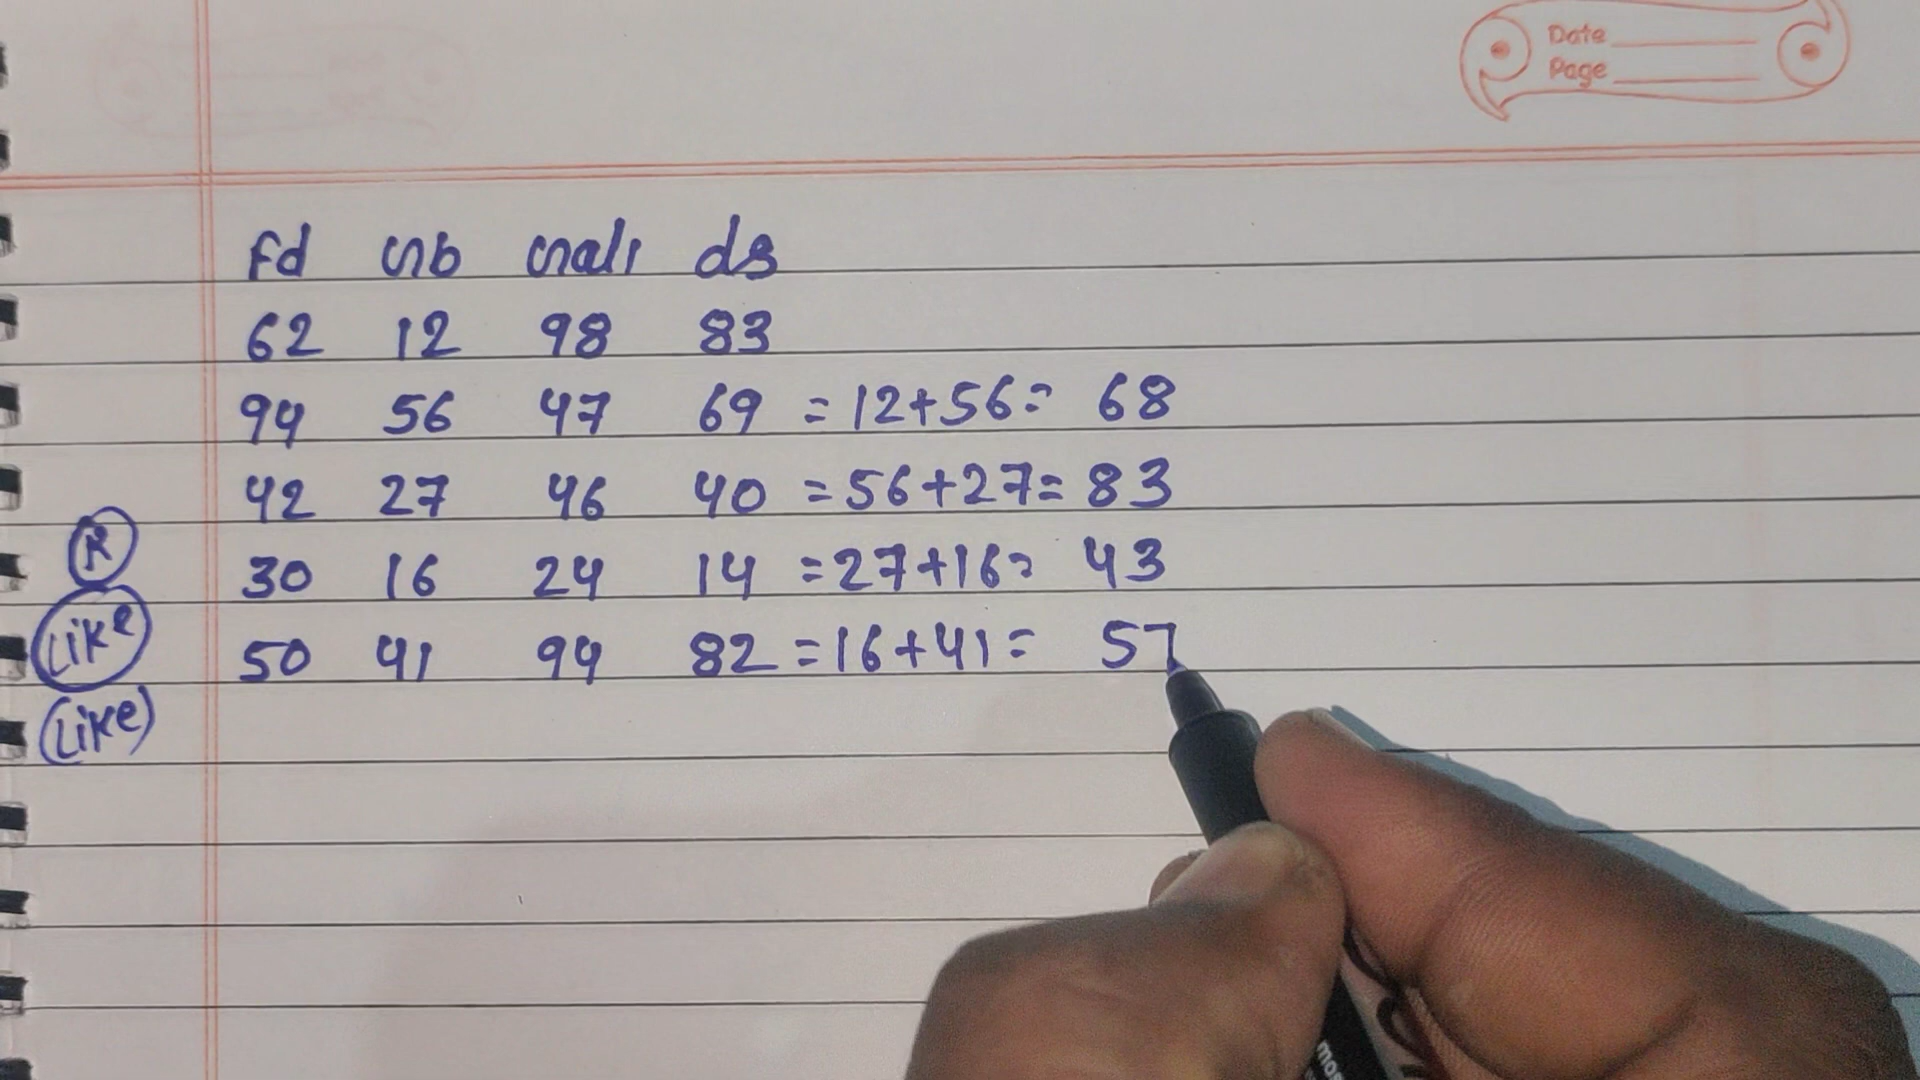 Date
Page
Fd GB Gali ds
62 12 98 83
94 56 47 69 = 12+56= 68
42 27 46 40 = 56+27= 83
30 16 24 14 = 27+16= 43
50 41 94 82 = 16+41= 57
R
Like
(Like)